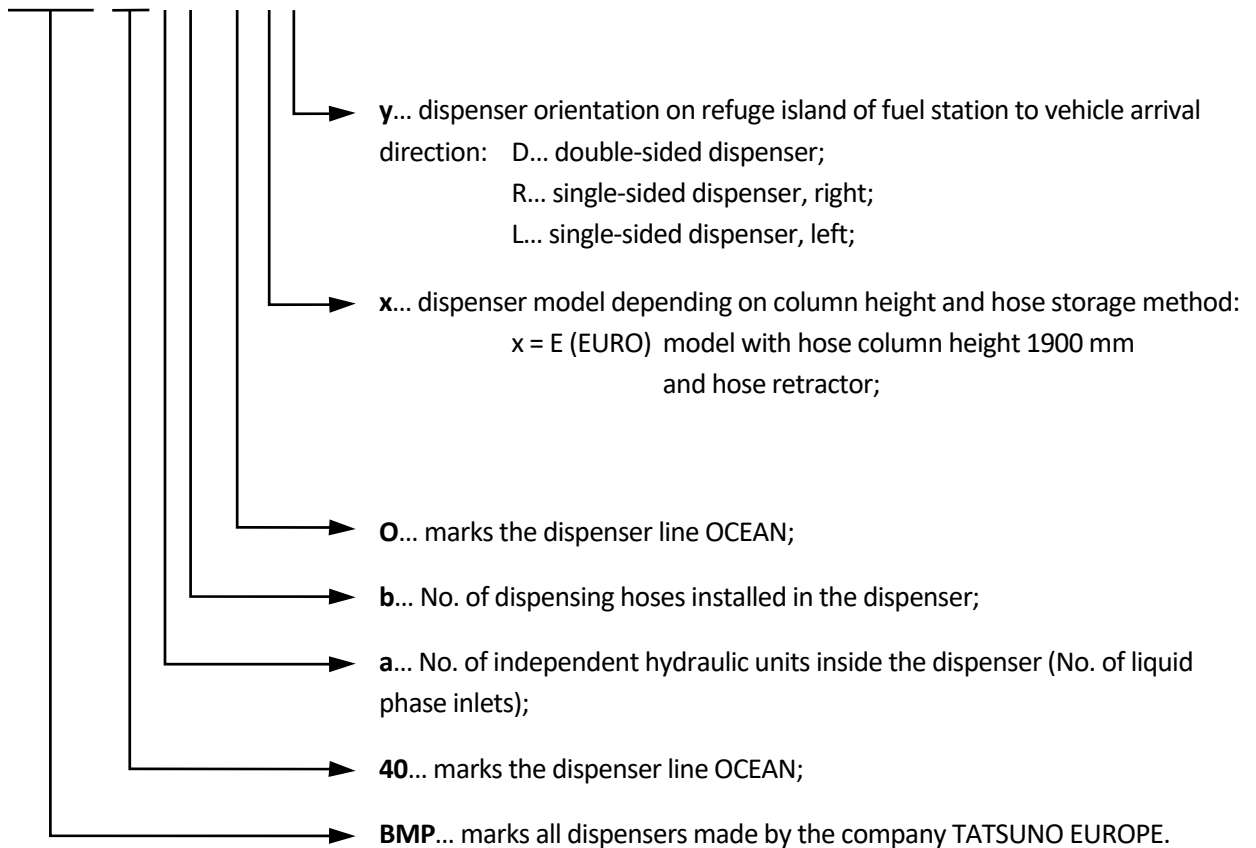 y... dispenser orientation on refuge island of fuel station to vehicle arrival
direction: D... double-sided dispenser;
R... single-sided dispenser, right;
L... single-sided dispenser, left;
x... dispenser model depending on column height and hose storage method:
x = E (EURO) model with hose column height 1900 mm
and hose retractor;
O... marks the dispenser line OCEAN;
b... No. of dispensing hoses installed in the dispenser;
a... No. of independent hydraulic units inside the dispenser (No. of liquid
phase inlets);
40... marks the dispenser line OCEAN;
BMP... marks all dispensers made by the company TATSUNO EUROPE.